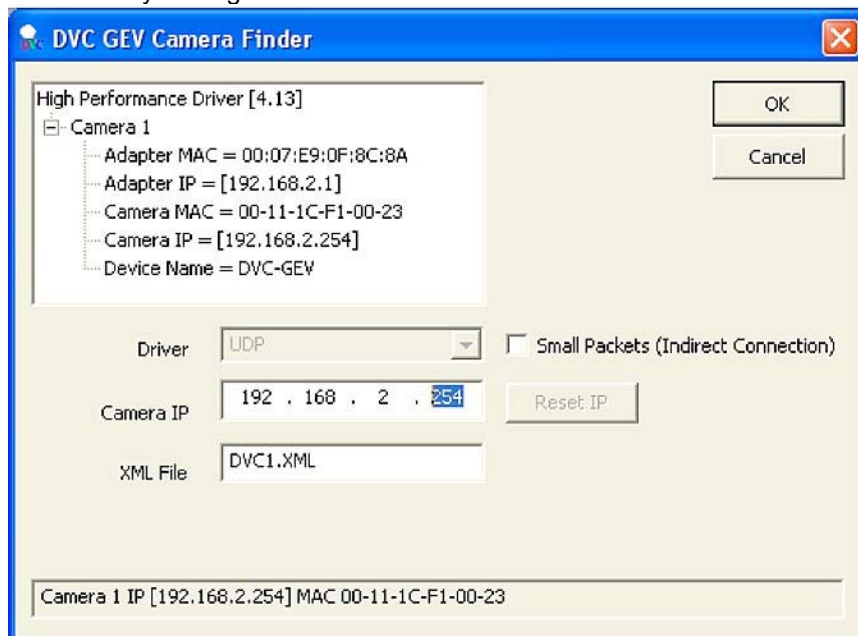 DVC GEV Camera Finder
High Performance Driver [4.13]
Camera 1
Adapter MAC = 00:07:E9:0F:8C:8A
Adapter IP = [192.168.2.1]
Camera MAC = 00-11-1C-F1-00-23
Camera IP = [192.168.2.254]
Device Name = DVC-GEV
OK
Cancel
Driver UDP Small Packets (Indirect Connection)
Camera IP 192 . 168 . 2 . 254 Reset IP
XML File DVC1.XML
Camera 1 IP [192.168.2.254] MAC 00-11-1C-F1-00-23